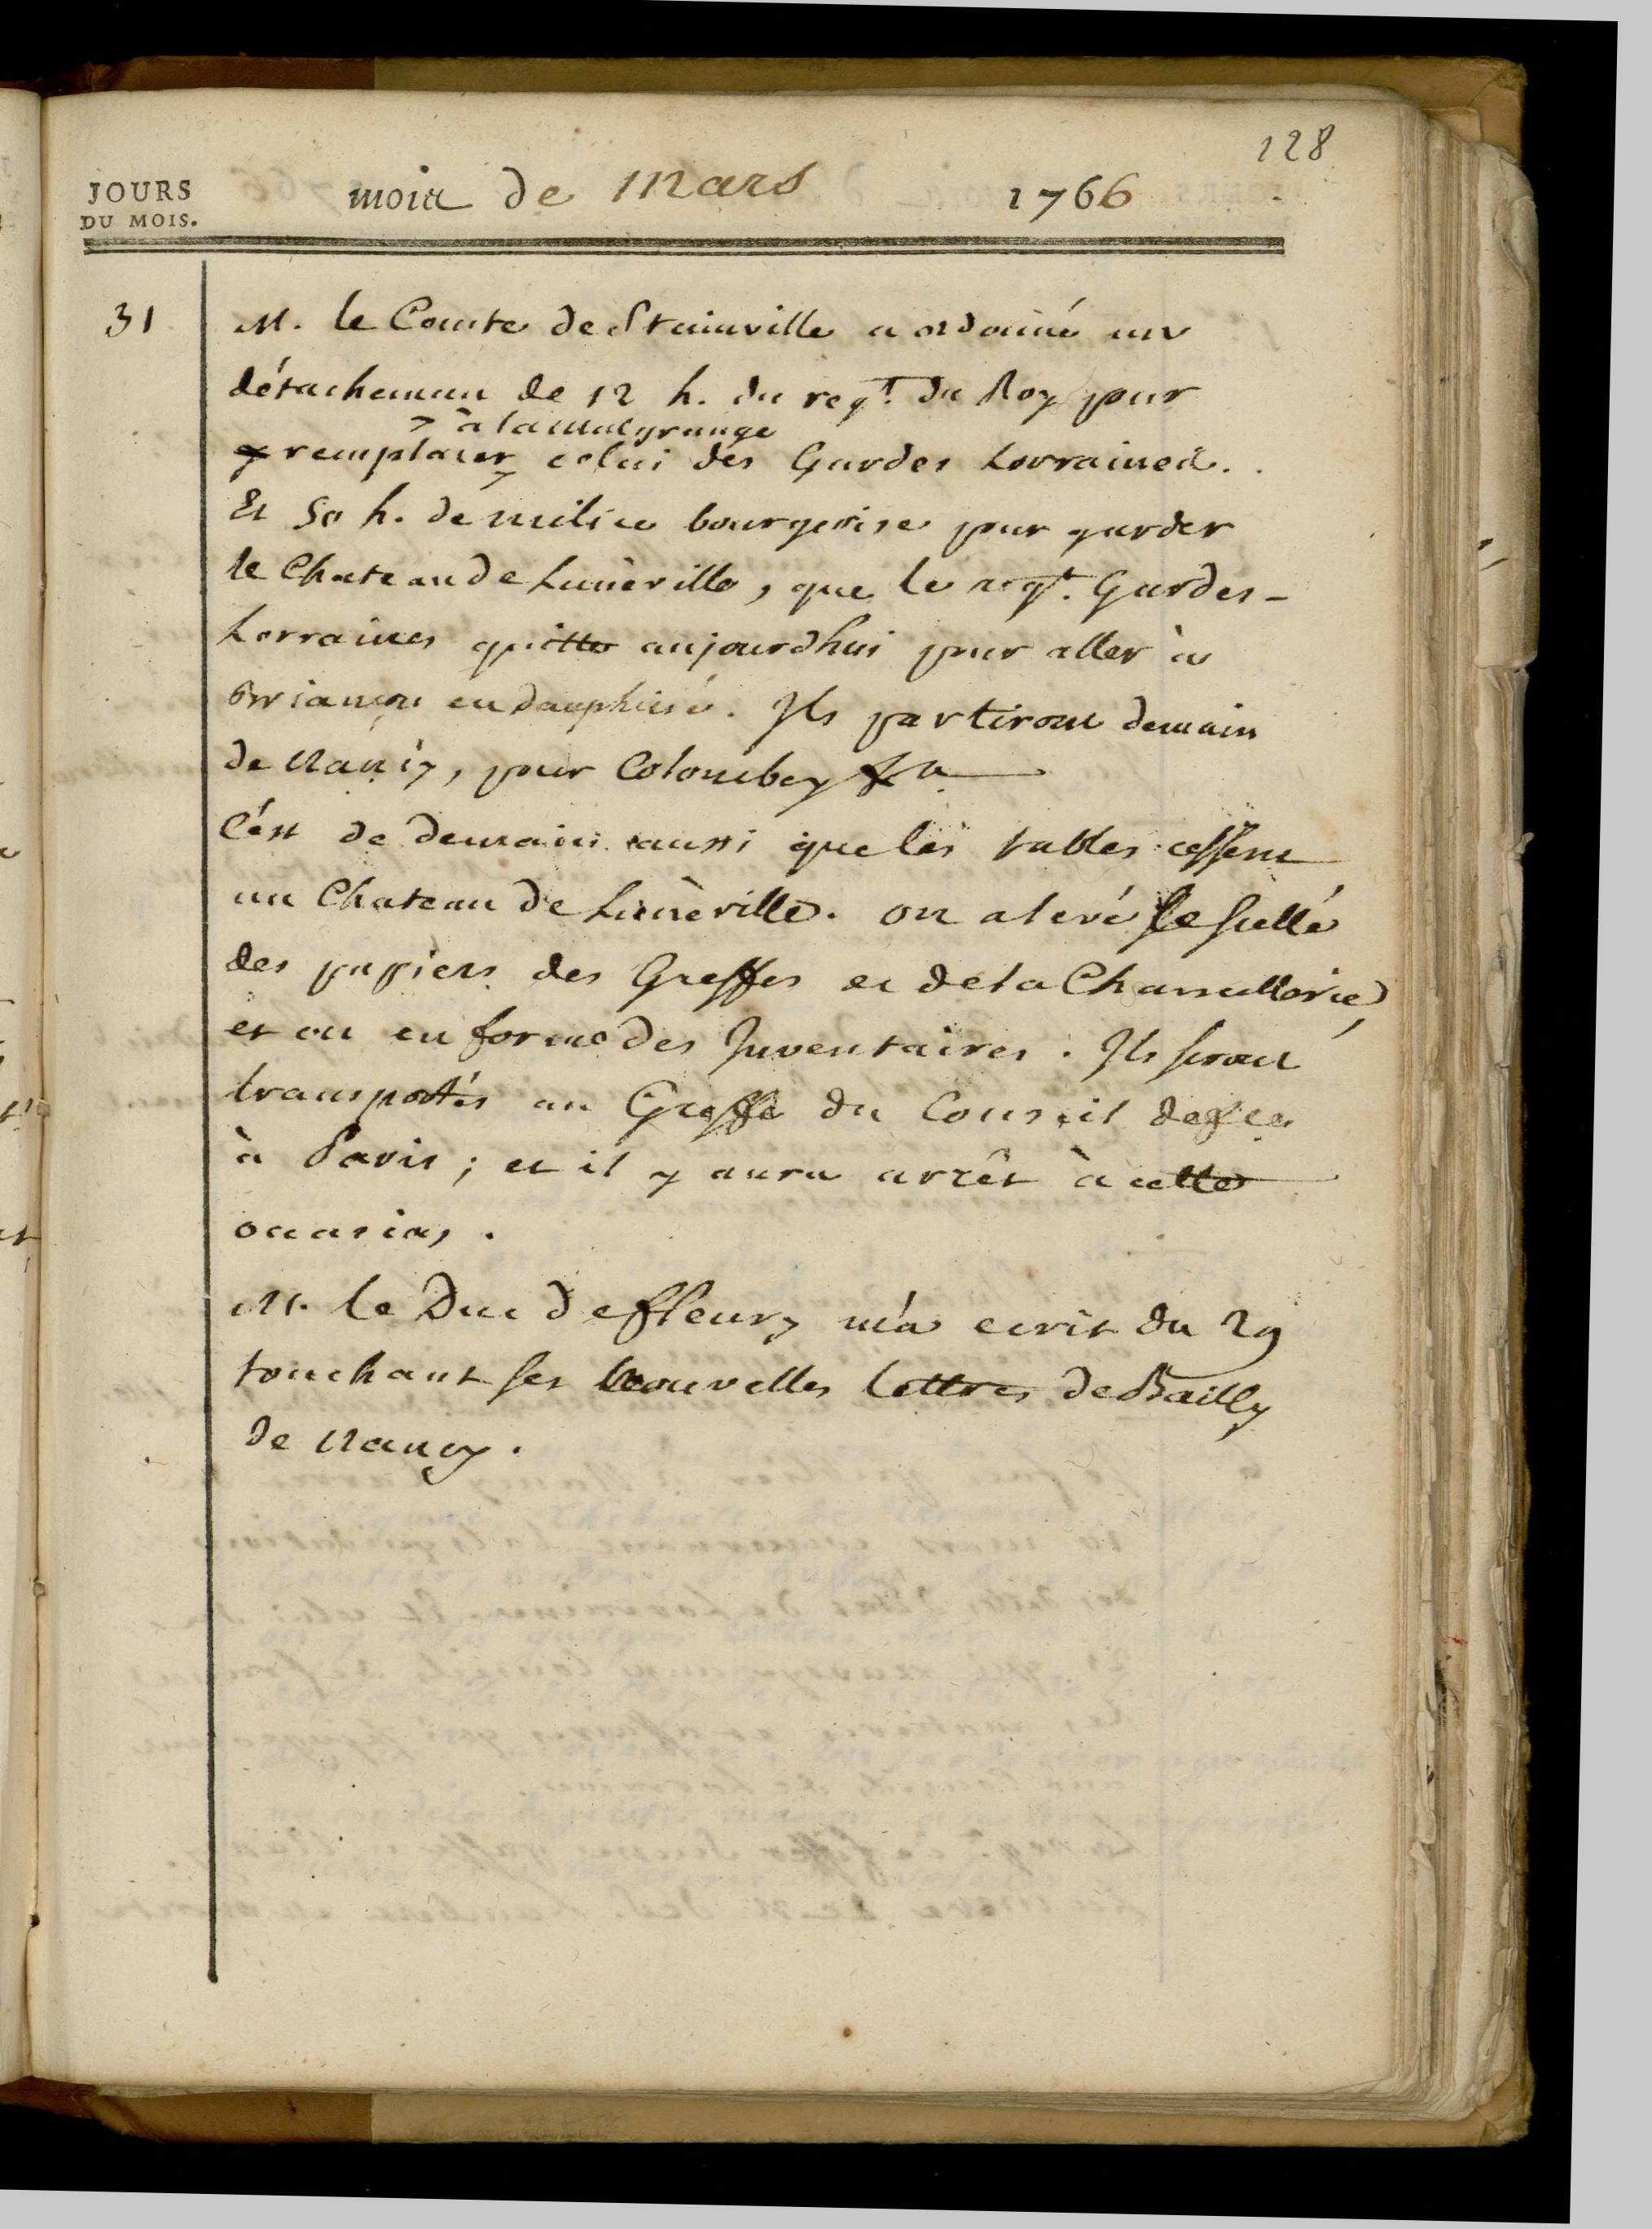 128
JOURS
DU MOIS.
mois de Mars 1766
31
M. le Comte de Stainville a ordonné un
détachement de 12 h. du regt. du Roy pour
à la malgrange
remplacer celui des Gardes Lorraines.
Et 50 h. de milice bourgeoise pour garder
le Chateau de Lunéville, que le regt. Gardes-
Lorraines quitte aujourdhui pour aller à
Briançon en dauphiné. Ils partiront demain
de Nancy, pour Colombey &a
C'est de demain aussi que les tables cessent
au Chateau de Lunéville. on a levé le scellé
des papiers des Greffes et de la Chancellerie,
et on en forme des Inventaires. Ils seront
transportés au Greffe du Conseil de fce
à Paris; et il y aura arrêt à cette
occasion.
M. le Duc de fleury m'a ecrit du 29
touchant ses nouvelles lettres de Bailly
de Nancy.